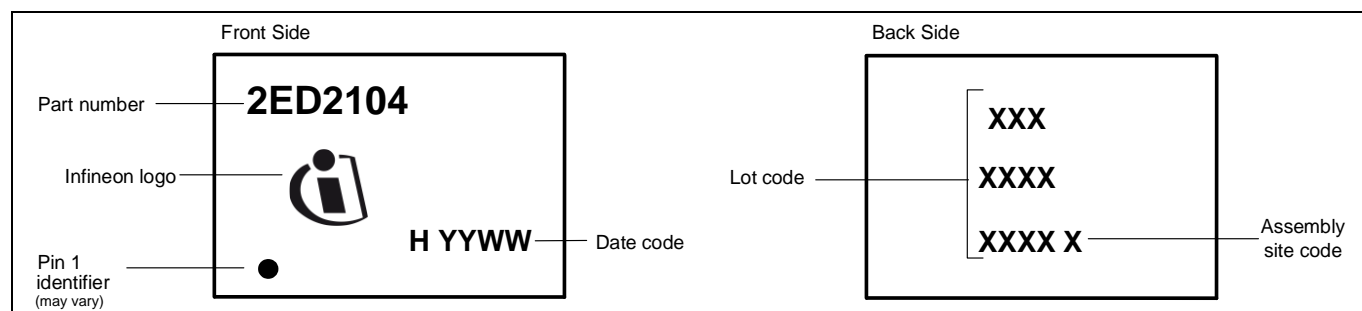 Front Side
Part number
2ED2104
Infineon logo
H YYWW
Date code
Pin 1
identifier
(may vary)
Back Side
XXX
Lot code
XXXX
XXXX X
Assembly
site code